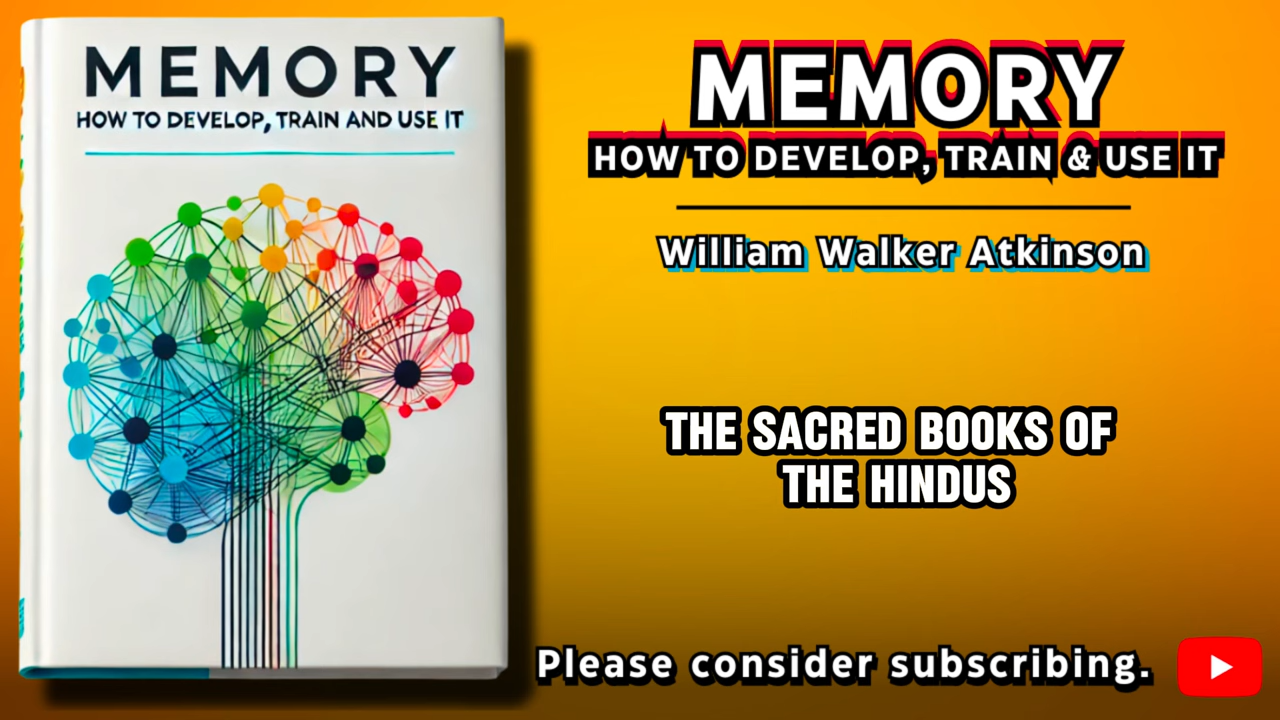 MEMORY
HOW TO DEVELOP, TRAIN AND USE IT
MEMORY
HOW TO DEVELOP, TRAIN & USE IT
William Walker Atkinson
THE SACRED BOOKS OF
THE HINDUS
Please consider subscribing.